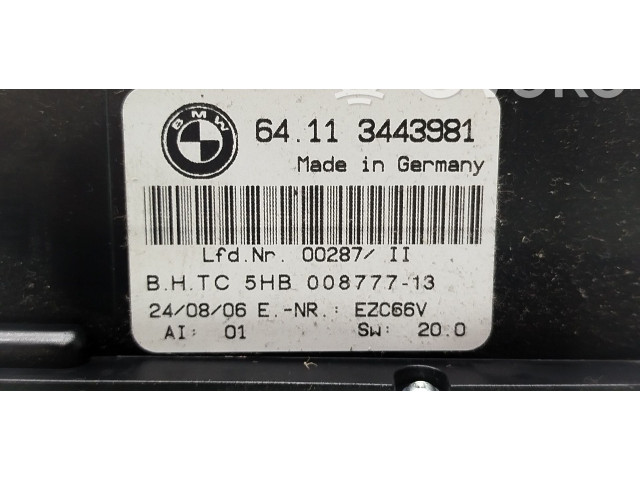 BMW
64.11 3443981
Made in Germany
Lfd.Nr. 00287/ II
B.H.TC 5HB 008777-13
24/08/06 E.-NR.: EZC66V
AI: 01 SW: 20.0